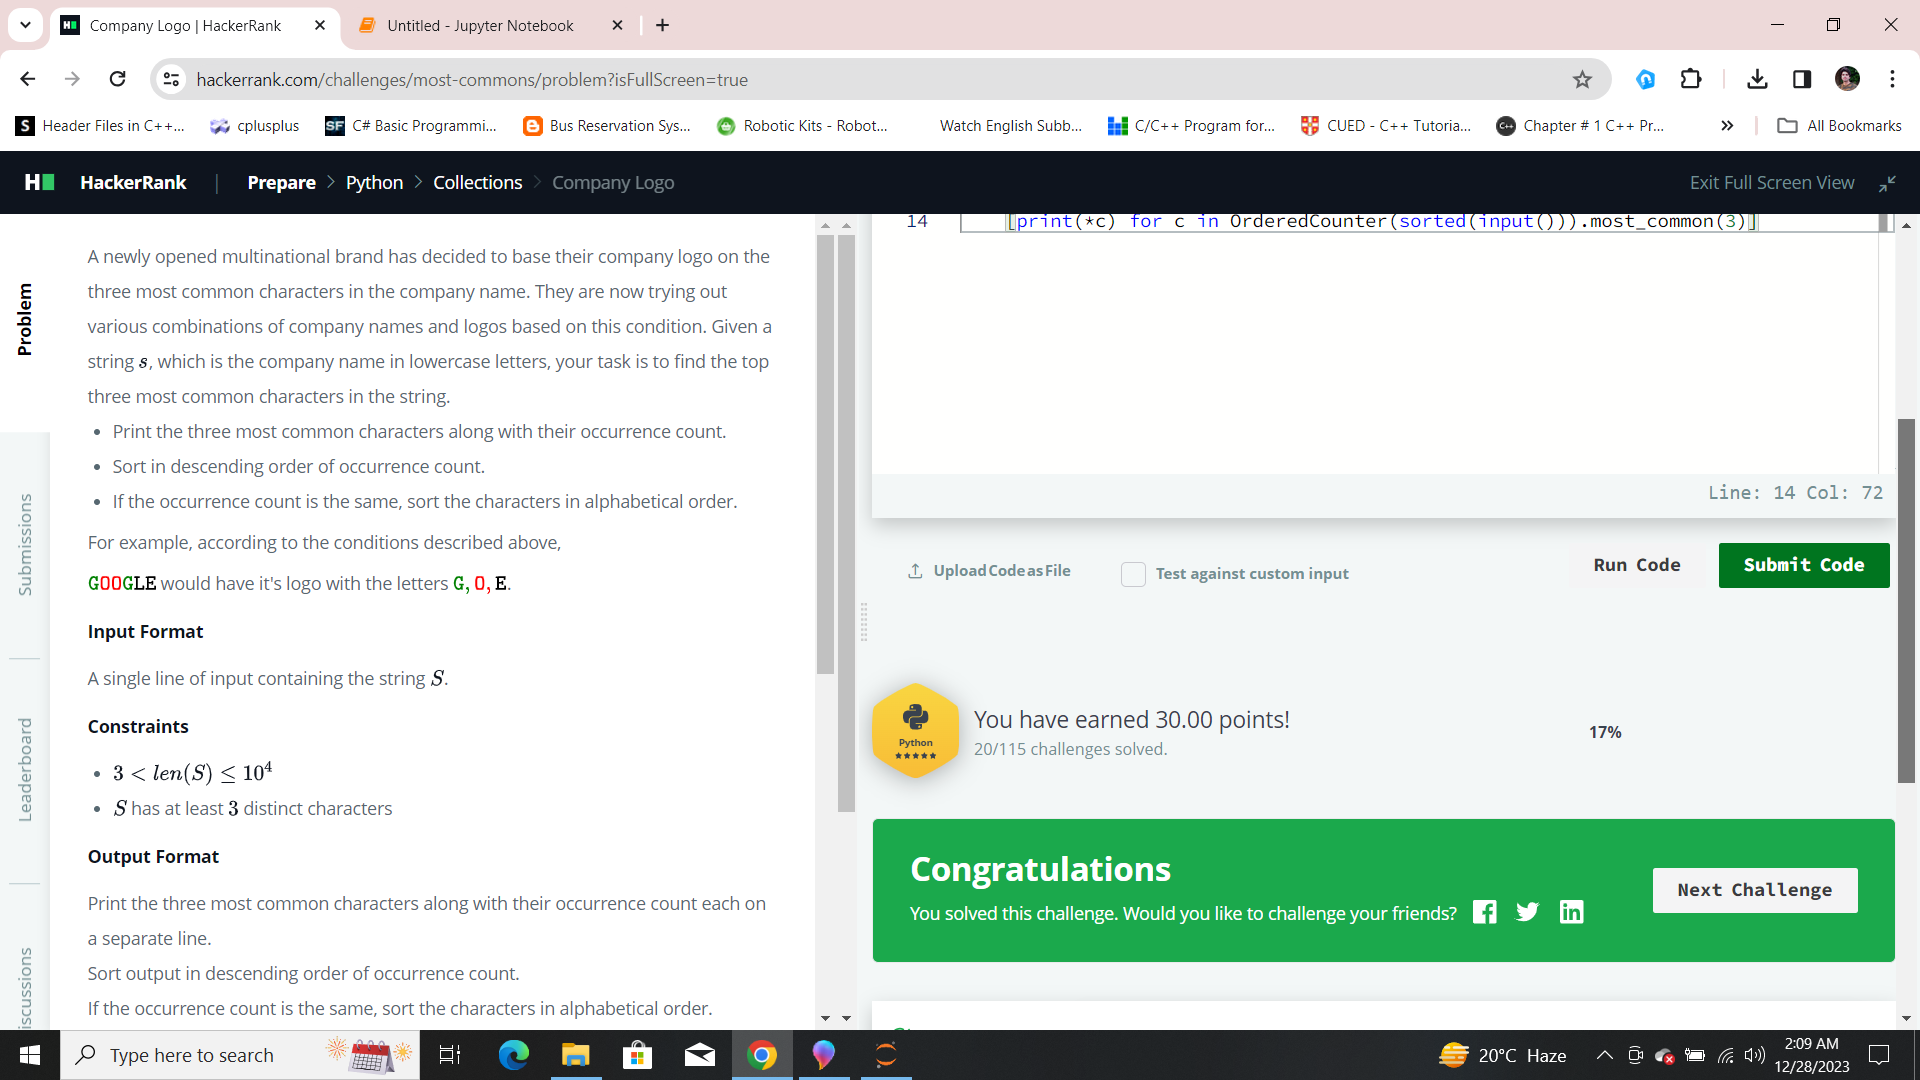 Company Logo | HackerRank
Untitled - Jupyter Notebook
hackerrank.com/challenges/most-commons/problem?isFullScreen=true
S Header Files in C++...
cplusplus
SF C# Basic Programmi...
Bus Reservation Sys...
Robotic Kits - Robot...
Watch English Subb...
C/C++ Program for...
CUED - C++ Tutoria...
C++ Chapter # 1 C++ Pr...
All Bookmarks
H HackerRank | Prepare > Python > Collections > Company Logo
Exit Full Screen View
Problem
Submissions
Leaderboard
iscussions
A newly opened multinational brand has decided to base their company logo on the
three most common characters in the company name. They are now trying out
various combinations of company names and logos based on this condition. Given a
string s, which is the company name in lowercase letters, your task is to find the top
three most common characters in the string.
• Print the three most common characters along with their occurrence count.
• Sort in descending order of occurrence count.
• If the occurrence count is the same, sort the characters in alphabetical order.
For example, according to the conditions described above,
GOOGLE would have it's logo with the letters G, O, E.
Input Format
A single line of input containing the string S.
Constraints
• 3 < len(S) ≤ 10⁴
• S has at least 3 distinct characters
Output Format
Print the three most common characters along with their occurrence count each on
a separate line.
Sort output in descending order of occurrence count.
If the occurrence count is the same, sort the characters in alphabetical order.
14 [print(*c) for c in OrderedCounter(sorted(input())).most_common(3)]
Line: 14 Col: 72
Upload Code as File
Test against custom input
Run Code
Submit Code
Python
You have earned 30.00 points!
20/115 challenges solved.
17%
Congratulations
You solved this challenge. Would you like to challenge your friends?
Next Challenge
Type here to search
20°C Haze
2:09 AM
12/28/2023